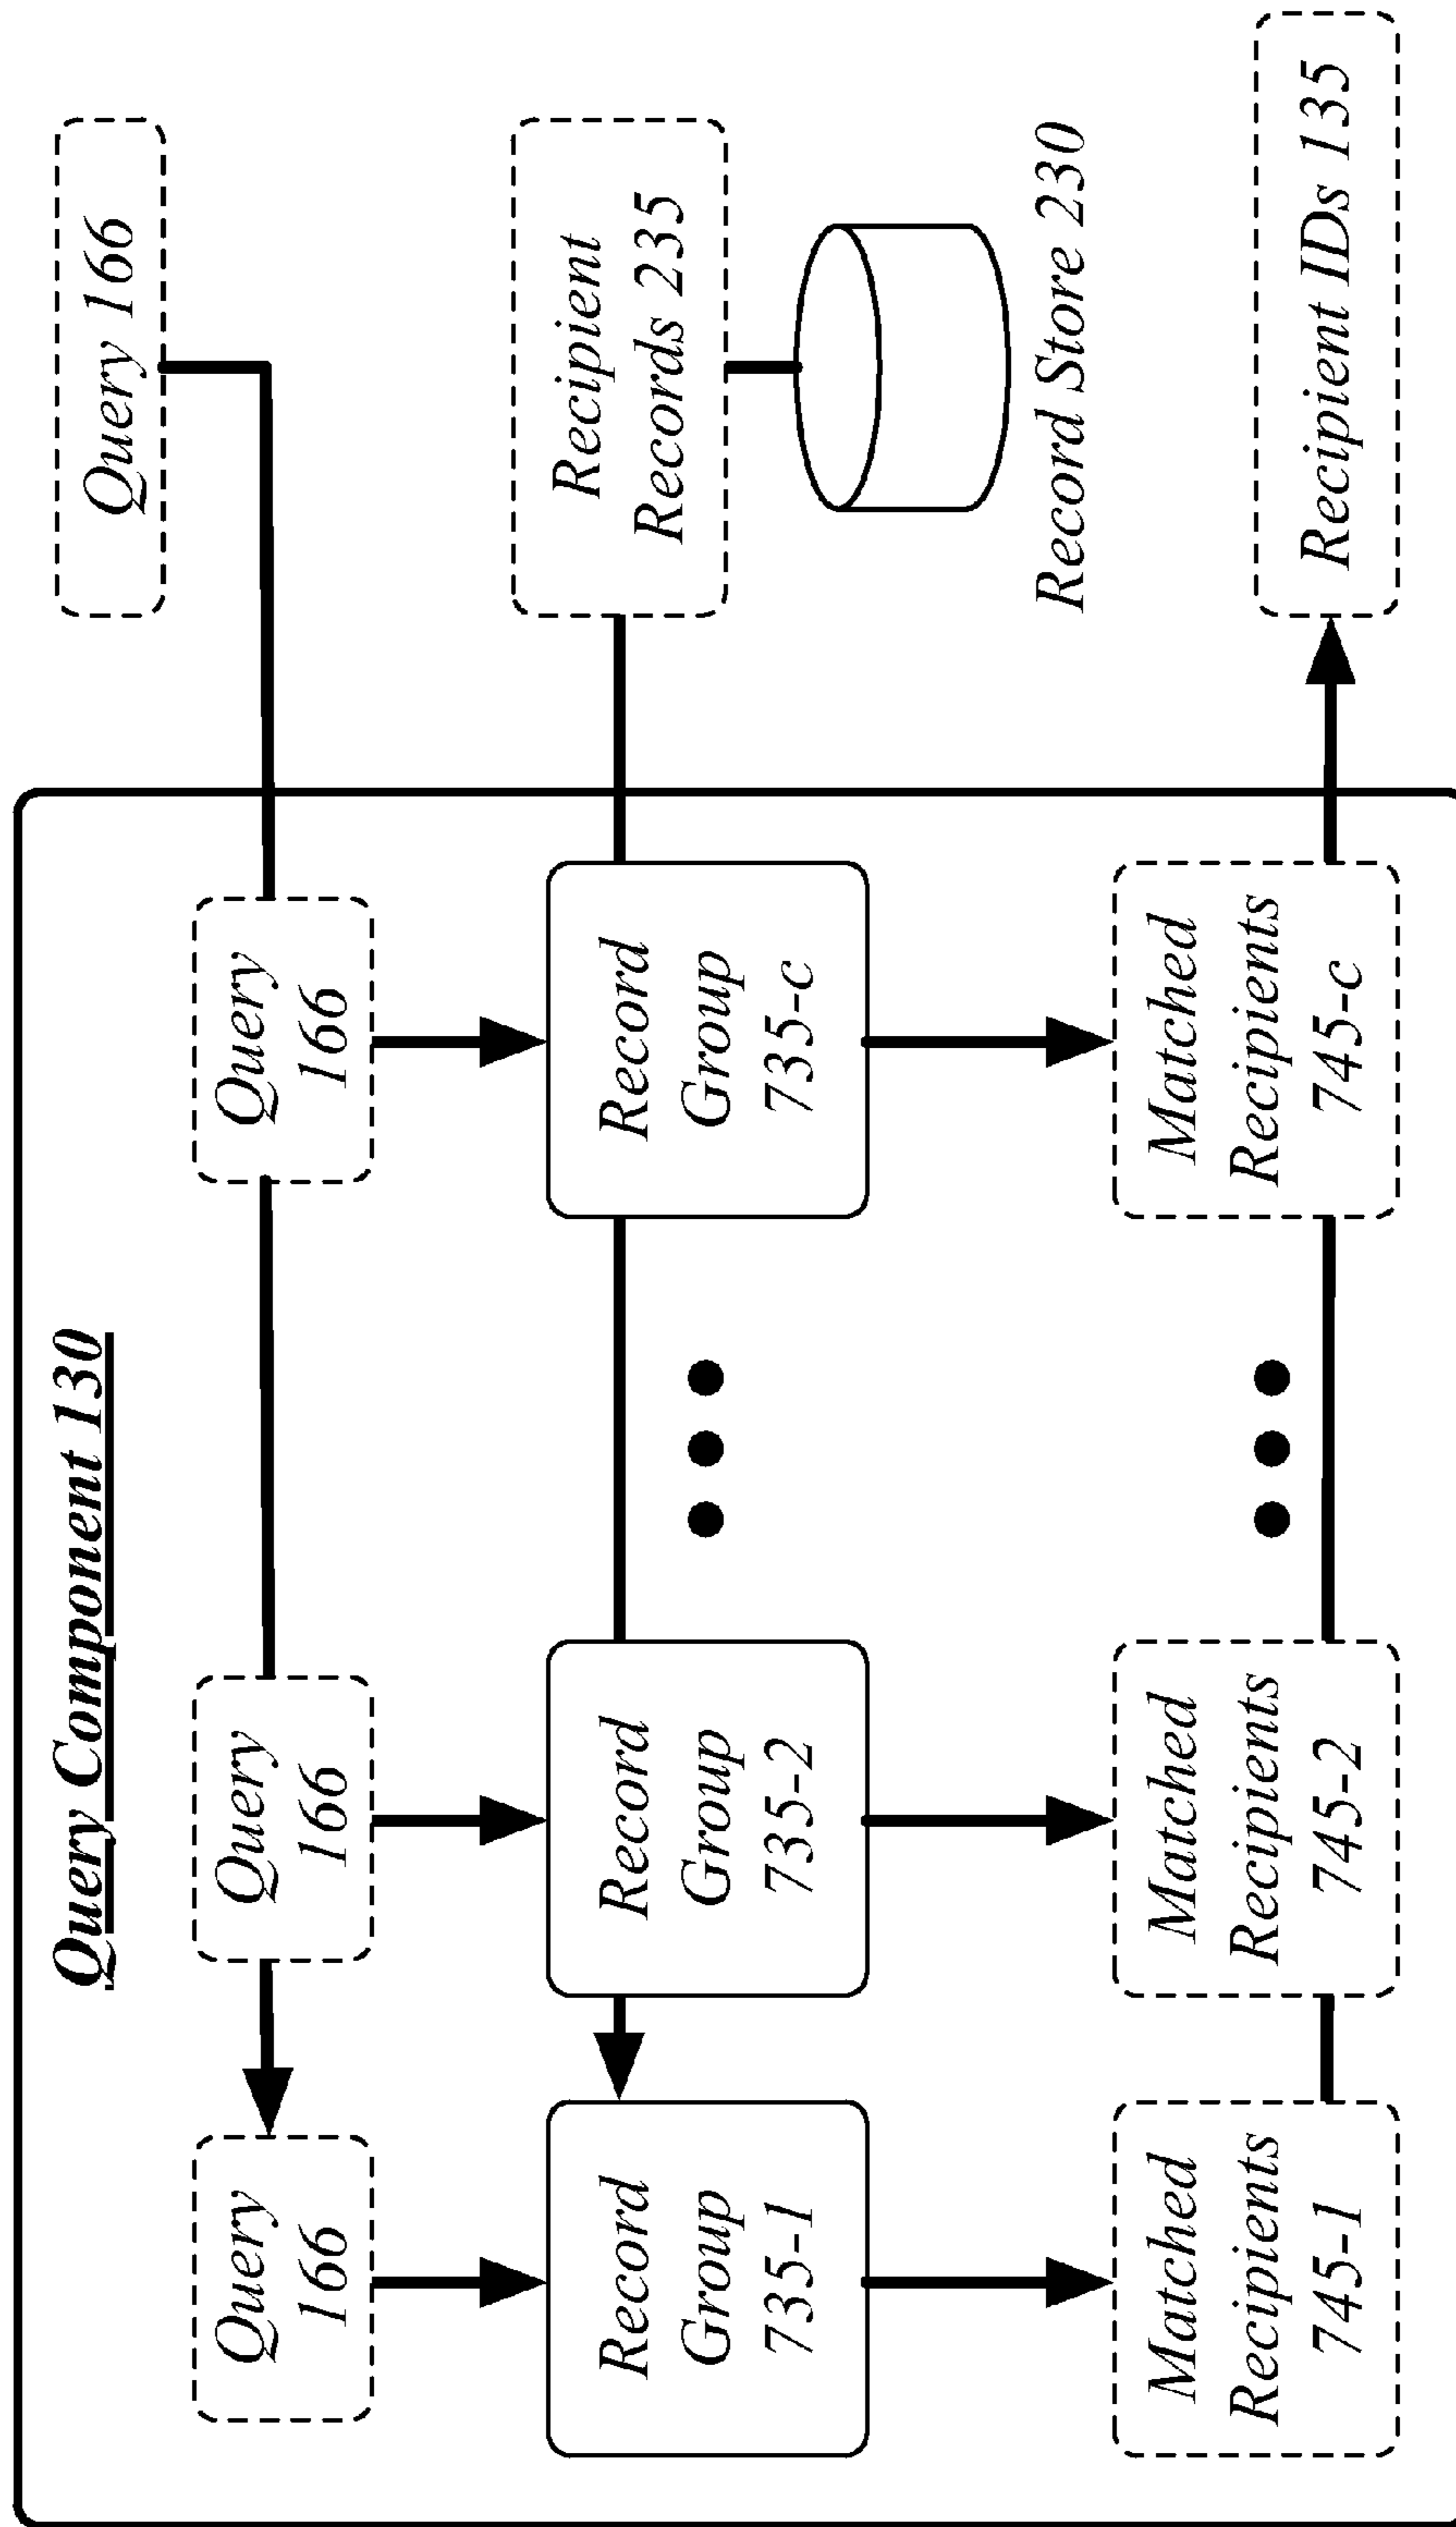 Query Component 130
Query
166
Query
166
Query
166
Query 166
Record
Group
735-1
Record
Group
735-2
Record
Group
735-c
Recipient
Records 235
Record Store 230
Matched
Recipients
745-1
Matched
Recipients
745-2
Matched
Recipients
745-c
Recipient IDs 135